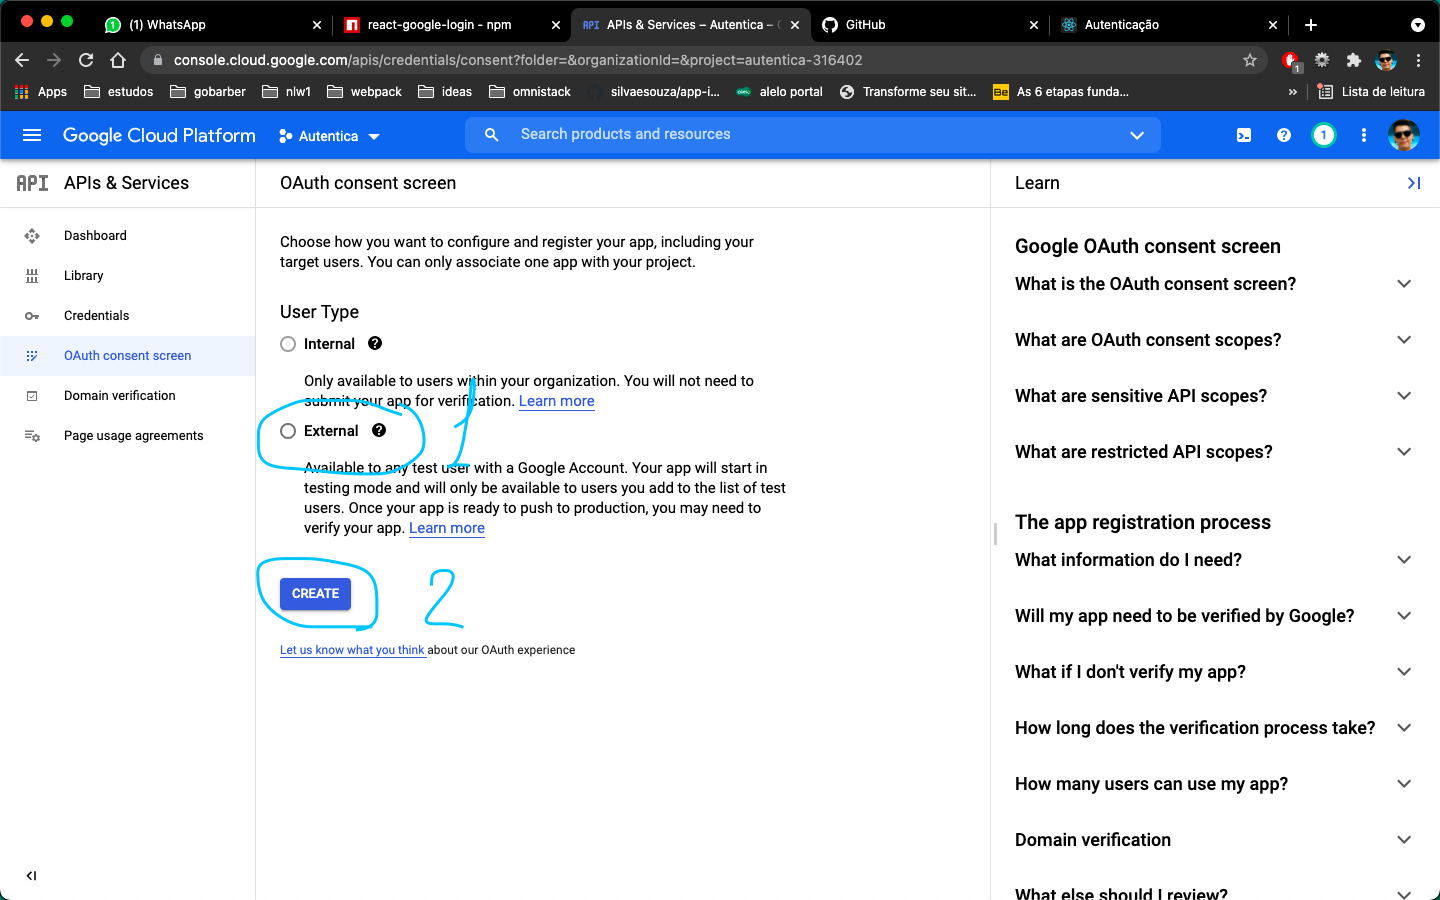 (1) WhatsApp
react-google-login - npm
APIs & Services – Autentica –
GitHub
Autenticação
console.cloud.google.com/apis/credentials/consent?folder=&organizationId=&project=autentica-316402
1
Apps
estudos
gobarber
nlw1
webpack
ideas
omnistack
silvaesouza/app-i...
alelo portal
Transforme seu sit...
Be
As 6 etapas funda...
»
Lista de leitura
Google Cloud Platform
Autentica
Search products and resources
1
API APIs & Services
OAuth consent screen
Learn
Dashboard
Library
Credentials
OAuth consent screen
Domain verification
Page usage agreements
Choose how you want to configure and register your app, including your
target users. You can only associate one app with your project.
User Type
Internal
Only available to users within your organization. You will not need to
submit your app for verification. Learn more
External
1
Available to any test user with a Google Account. Your app will start in
testing mode and will only be available to users you add to the list of test
users. Once your app is ready to push to production, you may need to
verify your app. Learn more
CREATE
2
Let us know what you think about our OAuth experience
Google OAuth consent screen
What is the OAuth consent screen?
What are OAuth consent scopes?
What are sensitive API scopes?
What are restricted API scopes?
The app registration process
What information do I need?
Will my app need to be verified by Google?
What if I don't verify my app?
How long does the verification process take?
How many users can use my app?
Domain verification
What else should I review?